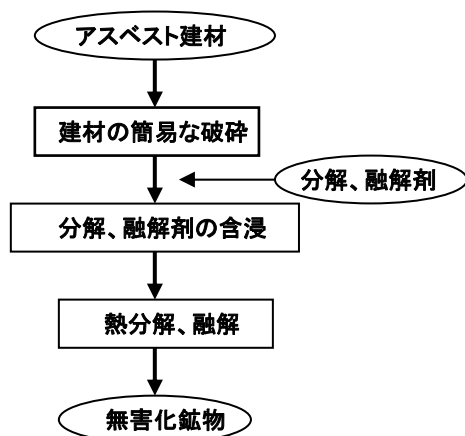 アスベスト建材
建材の簡易な破砕
分解、融解剤
分解、融解剤の含浸
熱分解、融解
無害化鉱物